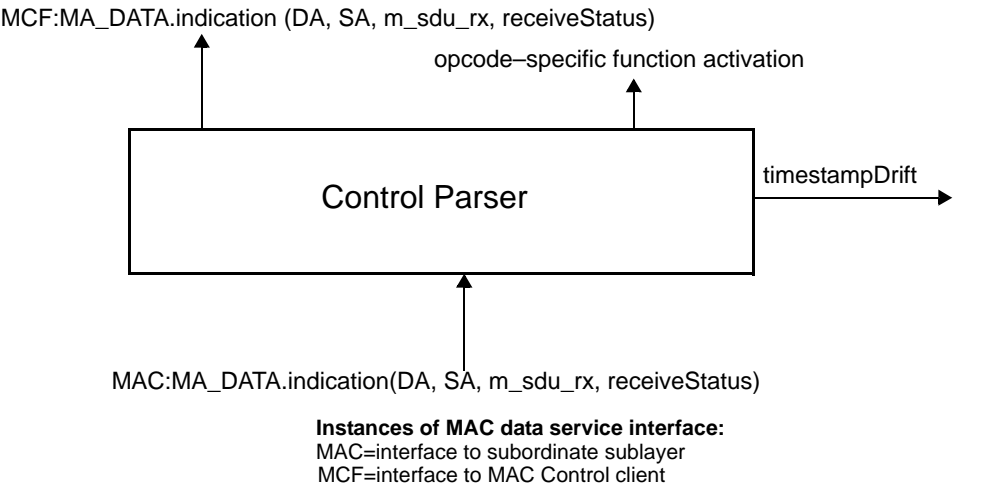 MCF:MA_DATA.indication (DA, SA, m_sdu_rx, receiveStatus)
opcode–specific function activation
timestampDrift
Control Parser
MAC:MA_DATA.indication(DA, SA, m_sdu_rx, receiveStatus)
Instances of MAC data service interface:
MAC=interface to subordinate sublayer
MCF=interface to MAC Control client